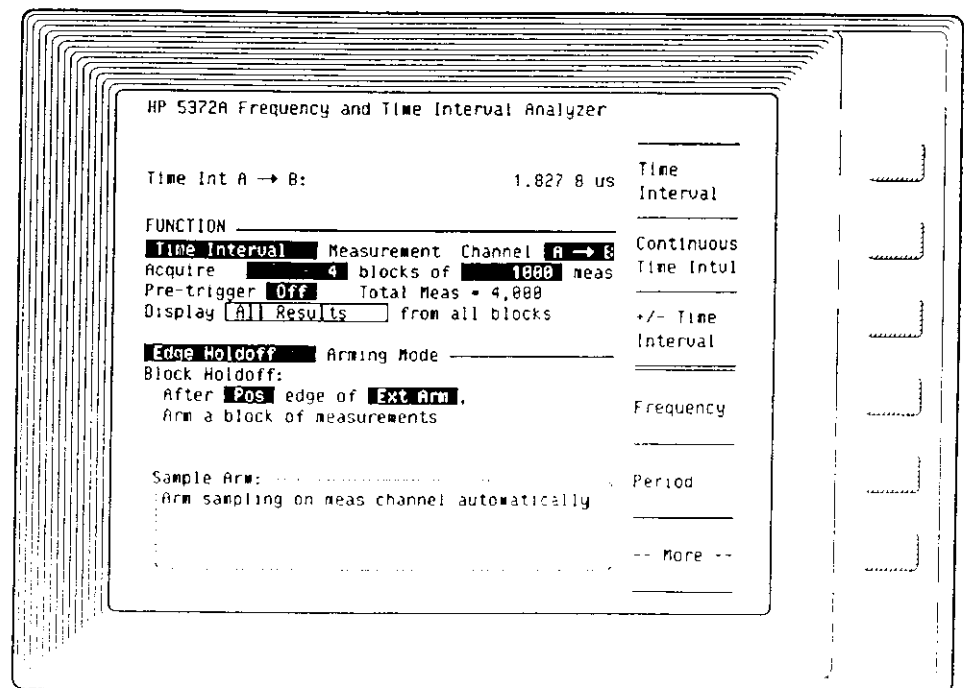 HP 5372A Frequency and Time Interval Analyzer
Time Int A → B: 1.827 8 us
FUNCTION
Time Interval Measurement Channel A → B
Acquire 4 blocks of 1000 meas
Pre-trigger Off Total Meas = 4,000
Display All Results from all blocks
Edge Holdoff Arming Mode
Block Holdoff:
After Pos edge of Ext Arm,
Arm a block of measurements
Sample Arm:
Arm sampling on meas channel automatically
Time
Interval
Continuous
Time Intvl
+/- Time
Interval
Frequency
Period
-- More --